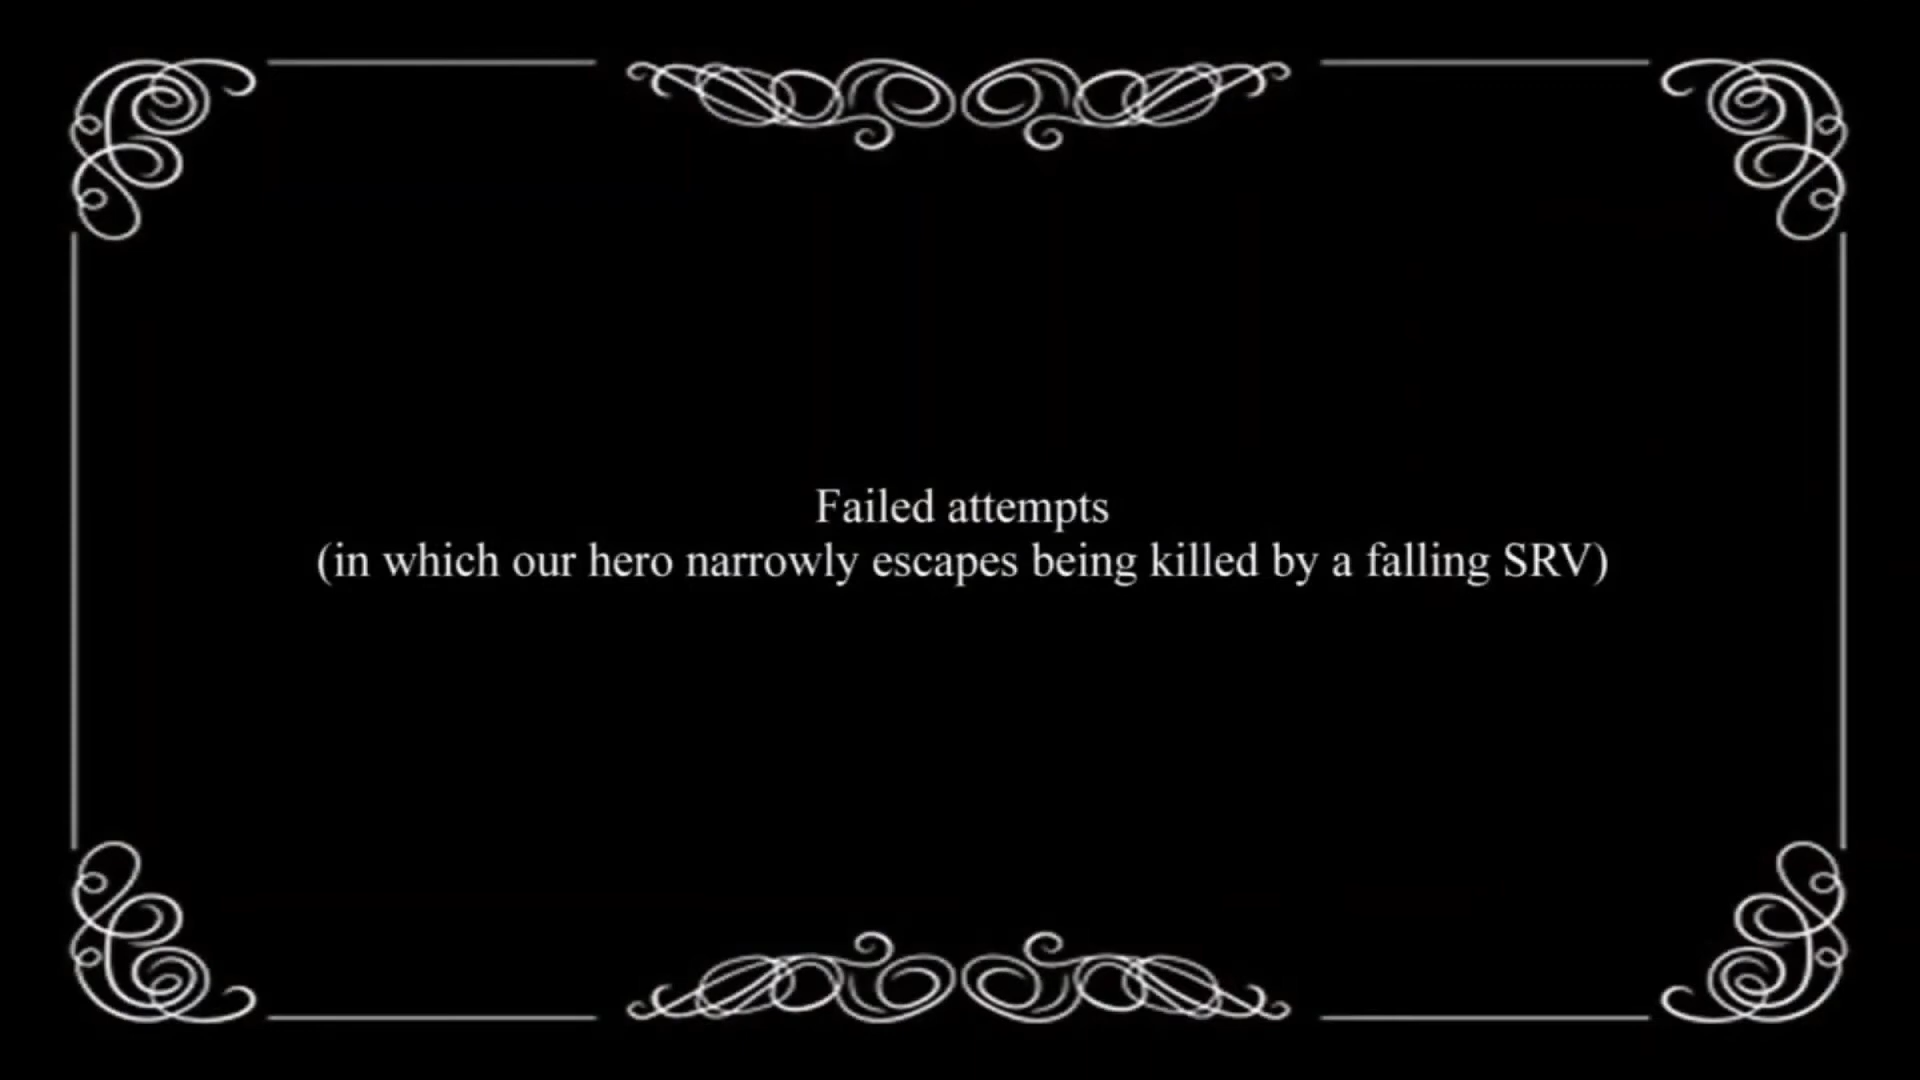 Failed attempts
(in which our hero narrowly escapes being killed by a falling SRV)